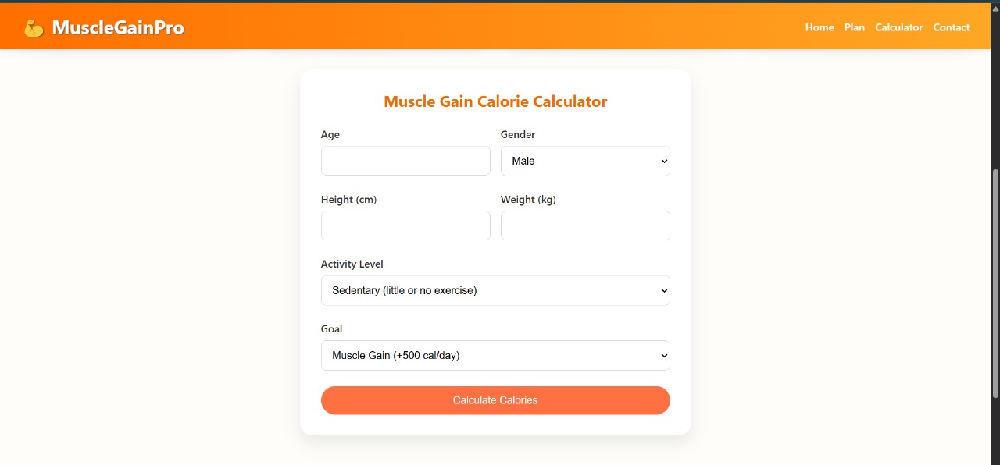 MuscleGainPro
Home Plan Calculator Contact
Muscle Gain Calorie Calculator
Age Gender
Male
Height (cm) Weight (kg)
Activity Level
Sedentary (little or no exercise)
Goal
Muscle Gain (+500 cal/day)
Calculate Calories